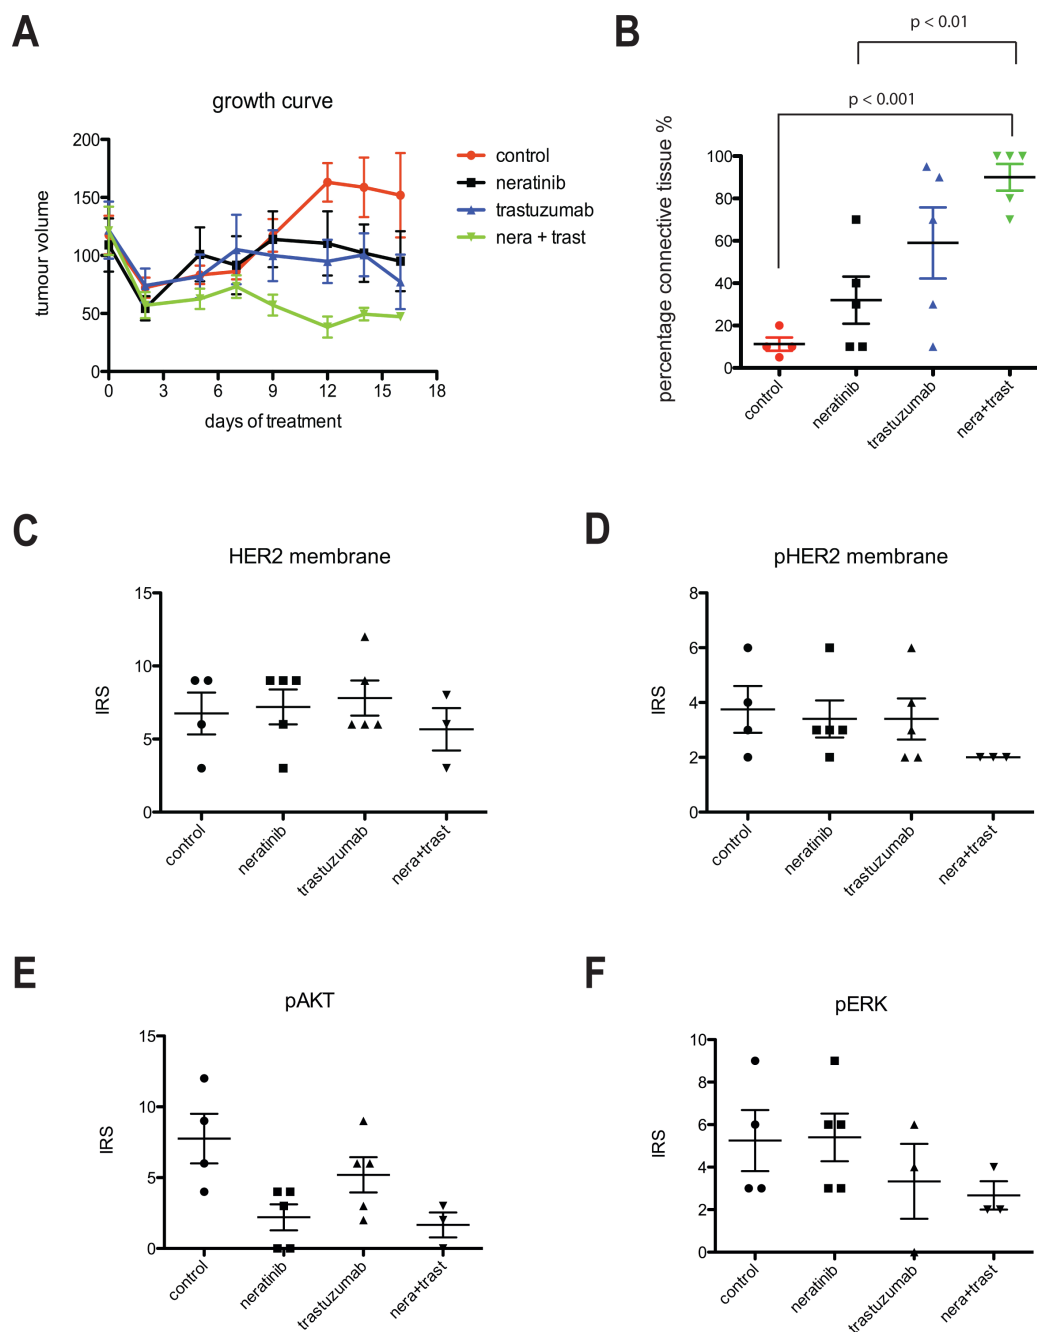 A
growth curve
tumour volume
200
150
100
50
0
0 3 6 9 12 15 18
days of treatment
control
neratinib
trastuzumab
nera + trast
B
p < 0.01
p < 0.001
percentage connective tissue %
100
80
60
40
20
0
control
neratinib
trastuzumab
nera+trast
C
HER2 membrane
IRS
15
10
5
0
control
neratinib
trastuzumab
nera+trast
D
pHER2 membrane
IRS
8
6
4
2
0
control
neratinib
trastuzumab
nera+trast
E
pAKT
IRS
15
10
5
0
control
neratinib
trastuzumab
nera+trast
F
pERK
IRS
10
8
6
4
2
0
control
neratinib
trastuzumab
nera+trast